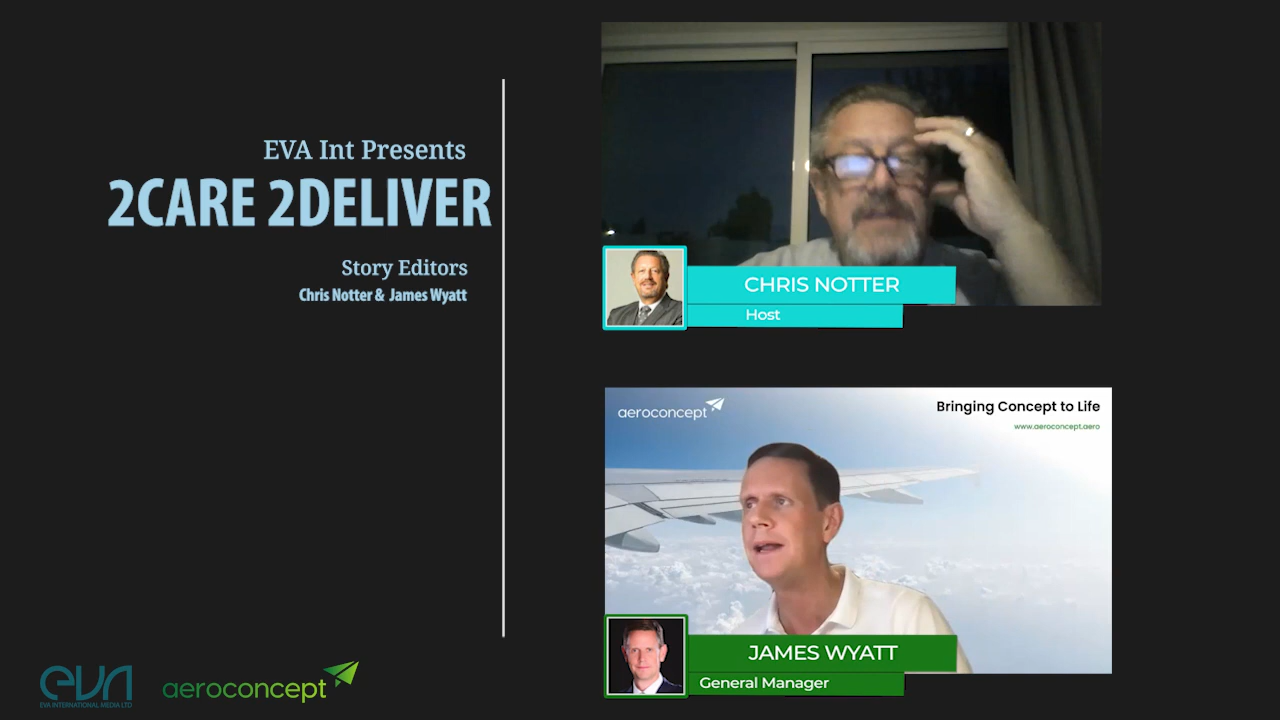 EVA Int Presents
2CARE 2DELIVER
Story Editors
Chris Notter & James Wyatt
CHRIS NOTTER
Host
aeroconcept
Bringing Concept to Life
www.aeroconcept.aero
JAMES WYATT
General Manager
eva
EVA INTERNATIONAL MEDIA LTD
aeroconcept